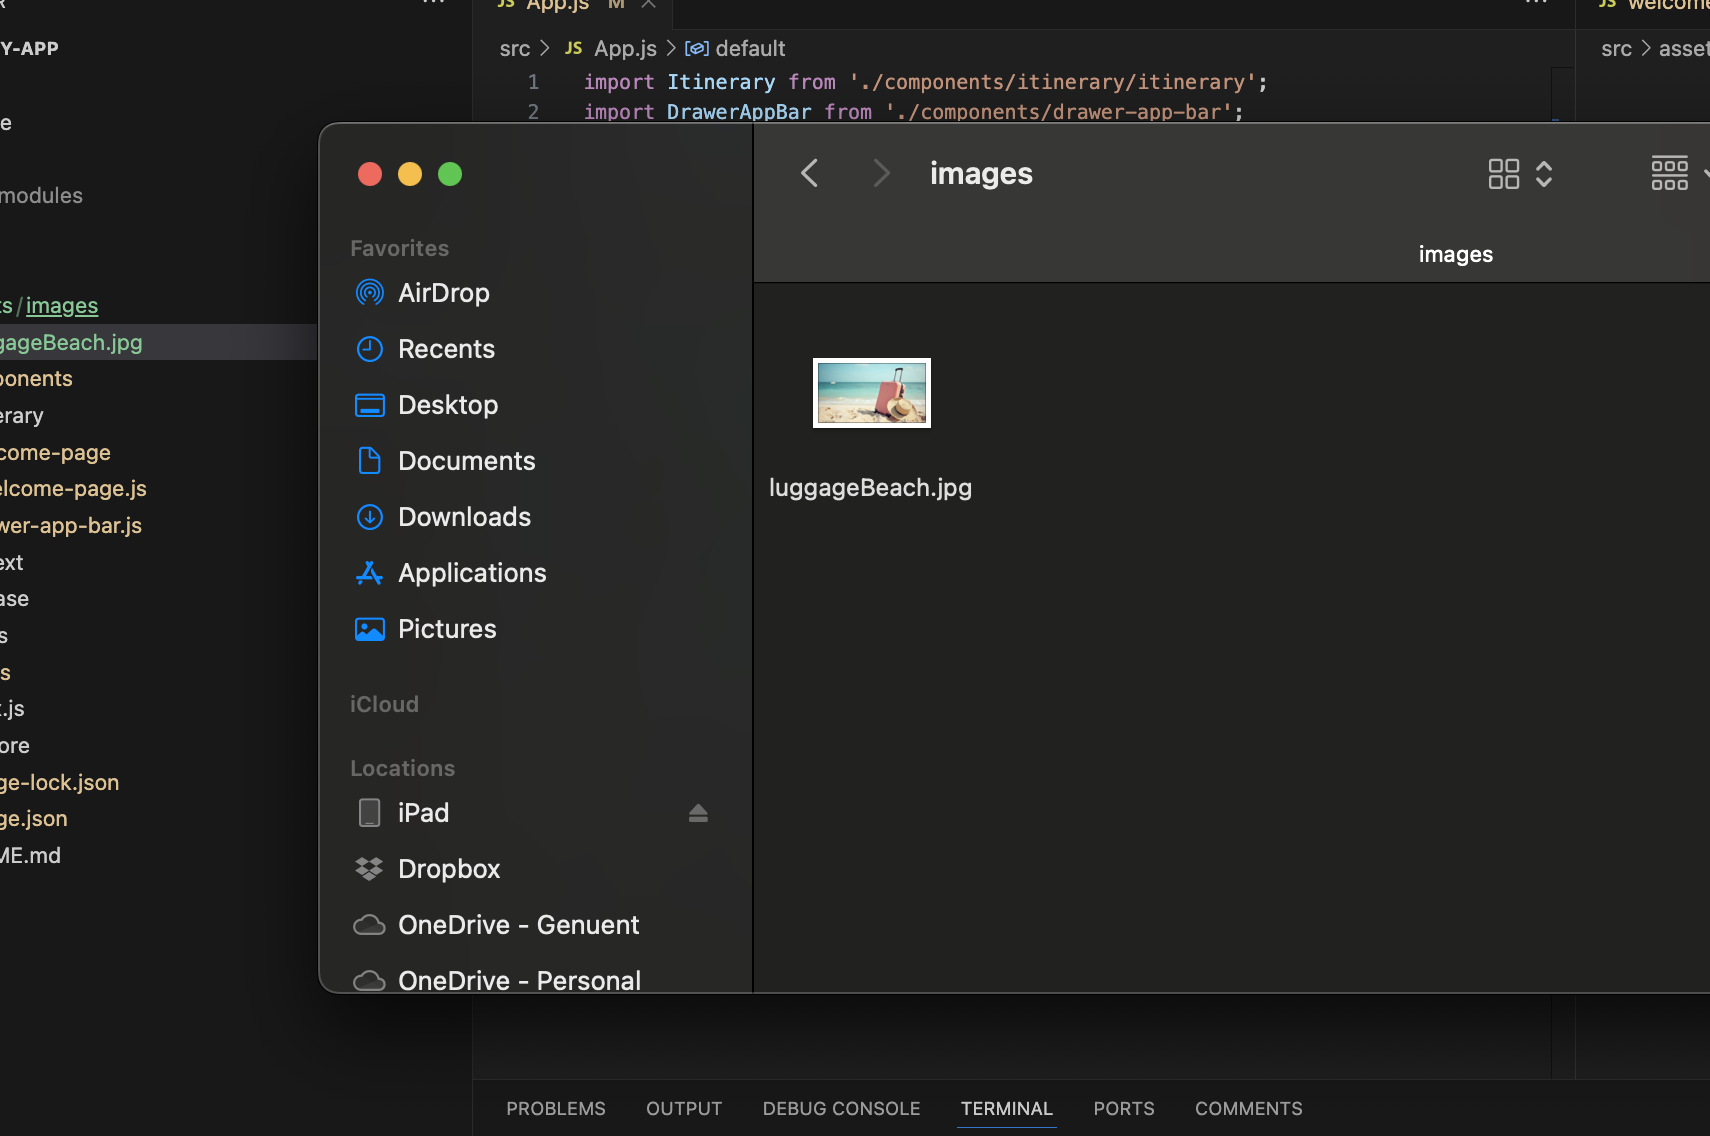 Y-APP
e
modules
ts/images
gageBeach.jpg
ponents
erary
come-page
elcome-page.js
wer-app-bar.js
ext
ase
s
s
.js
ore
ge-lock.json
ge.json
ME.md
JS App.js M
src > JS App.js > default
1 import Itinerary from './components/itinerary/itinerary';
2 import DrawerAppBar from './components/drawer-app-bar';
JS welcome
src > asset
Favorites
AirDrop
Recents
Desktop
Documents
Downloads
Applications
Pictures
iCloud
Locations
iPad
Dropbox
OneDrive - Genuent
OneDrive - Personal
images
images
luggageBeach.jpg
PROBLEMS OUTPUT DEBUG CONSOLE TERMINAL PORTS COMMENTS